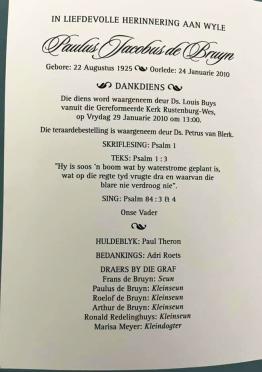 IN LIEFDEVOLLE HERINNERING AAN WYLE
Paulus Jacobus de Bruyn
Gebore: 22 Augustus 1925 Oorlede: 24 Januarie 2010
DANKDIENS
Die diens word waargeneem deur Ds. Louis Buys
vanuit die Gereformeerde Kerk Rustenburg-Wes,
op Vrydag 29 Januarie 2010 om 13:00.
Die teraardebestelling is waargeneem deur Ds. Petrus van Blerk.
SKRIFLESING: Psalm 1
TEKS: Psalm 1 : 3
"Hy is soos 'n boom wat by waterstrome geplant is,
wat op die regte tyd vrugte dra en waarvan die
blare nie verdroog nie".
SING: Psalm 84 : 3 & 4
Onse Vader
HULDEBLYK: Paul Theron
BEDANKINGS: Adri Roets
DRAERS BY DIE GRAF
Frans de Bruyn: Seun
Paulus de Bruyn: Kleinseun
Roelof de Bruyn: Kleinseun
Arthur de Bruyn: Kleinseun
Ronald Redelinghuys: Kleinseun
Marisa Meyer: Kleindogter